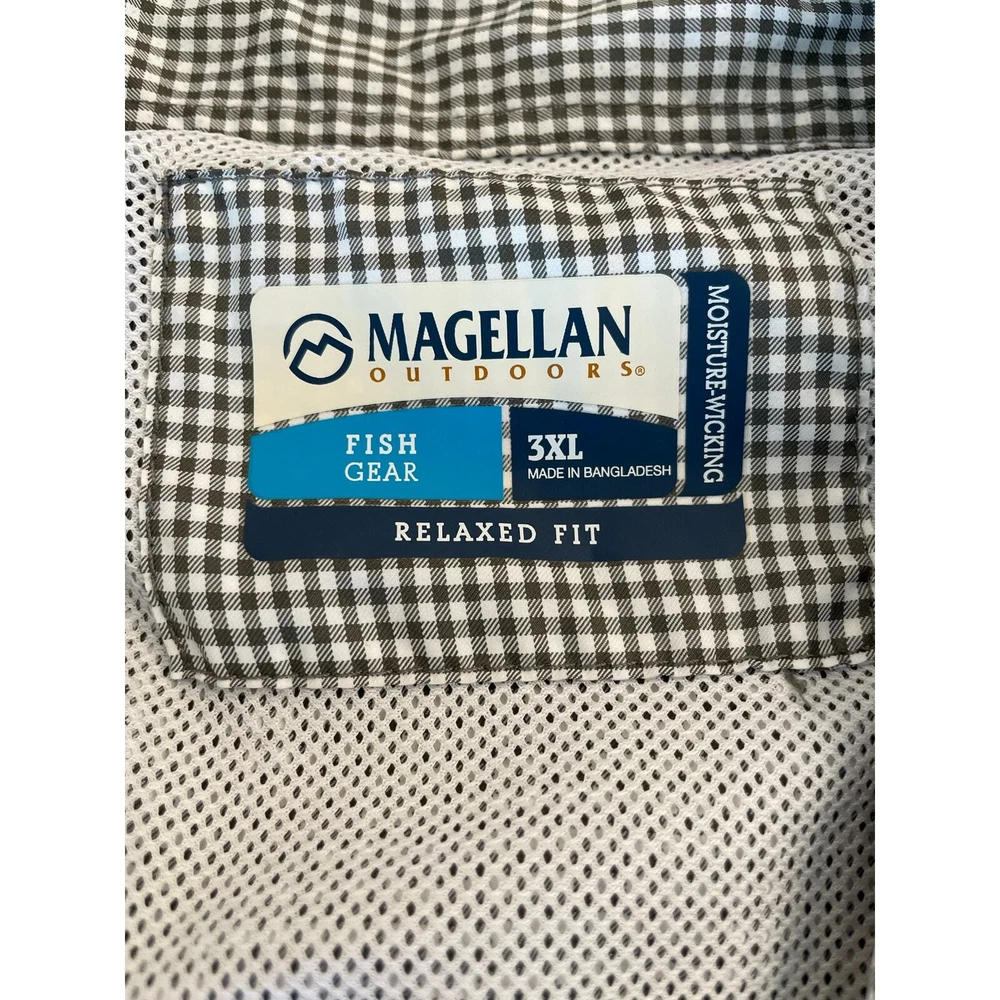 MAGELLAN
OUTDOORS®
FISH
GEAR
3XL
MADE IN BANGLADESH
MOISTURE-WICKING
RELAXED FIT